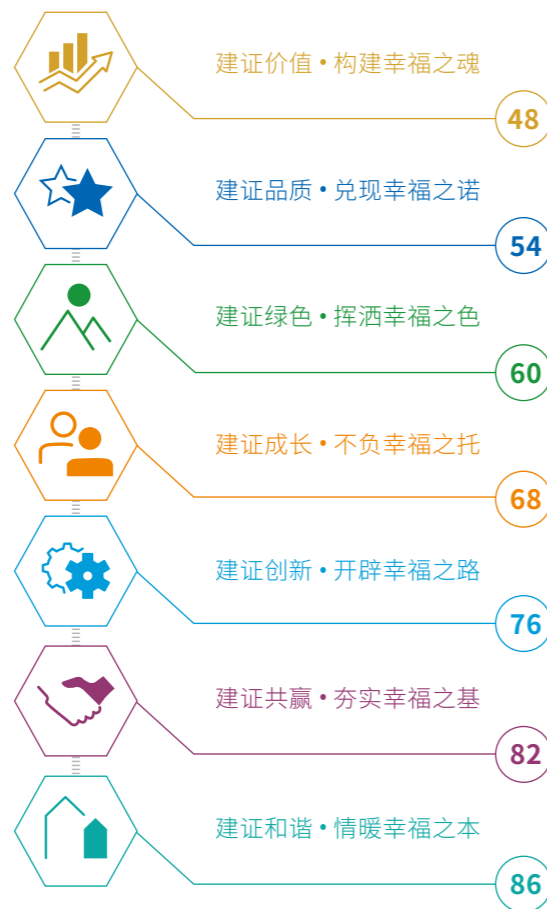 建证价值•构建幸福之魂
48
建证品质•兑现幸福之诺
54
建证绿色•挥洒幸福之色
60
建证成长•不负幸福之托
68
建证创新•开辟幸福之路
76
建证共赢•夯实幸福之基
82
建证和谐•情暖幸福之本
86